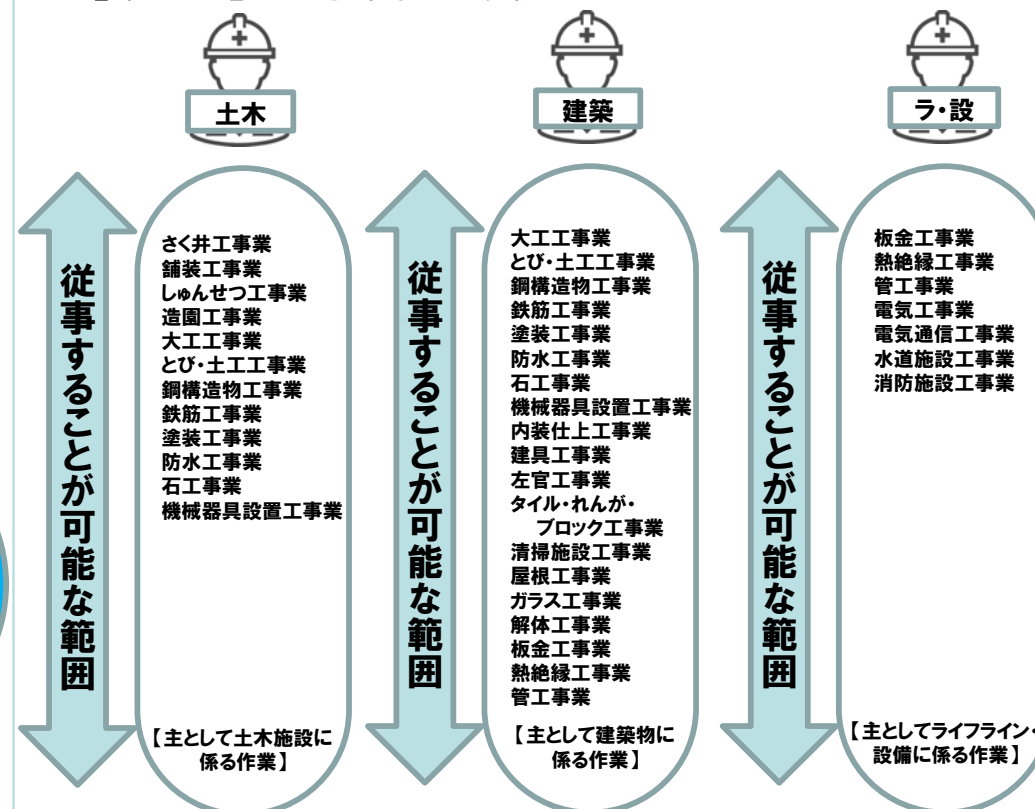 土木
従事することが可能な範囲
さく井工事業
舗装工事業
しゅんせつ工事業
造園工事業
大工工事業
とび・土工工事業
鋼構造物工事業
鉄筋工事業
塗装工事業
防水工事業
石工事業
機械器具設置工事業
【主として土木施設に
係る作業】
建築
従事することが可能な範囲
大工工事業
とび・土工工事業
鋼構造物工事業
鉄筋工事業
塗装工事業
防水工事業
石工事業
機械器具設置工事業
内装仕上工事業
建具工事業
左官工事業
タイル・れんが・
ブロック工事業
清掃施設工事業
屋根工事業
ガラス工事業
解体工事業
板金工事業
熱絶縁工事業
管工事業
【主として建築物に
係る作業】
ラ・設
従事することが可能な範囲
板金工事業
熱絶縁工事業
管工事業
電気工事業
電気通信工事業
水道施設工事業
消防施設工事業
【主としてライフライン・
設備に係る作業】